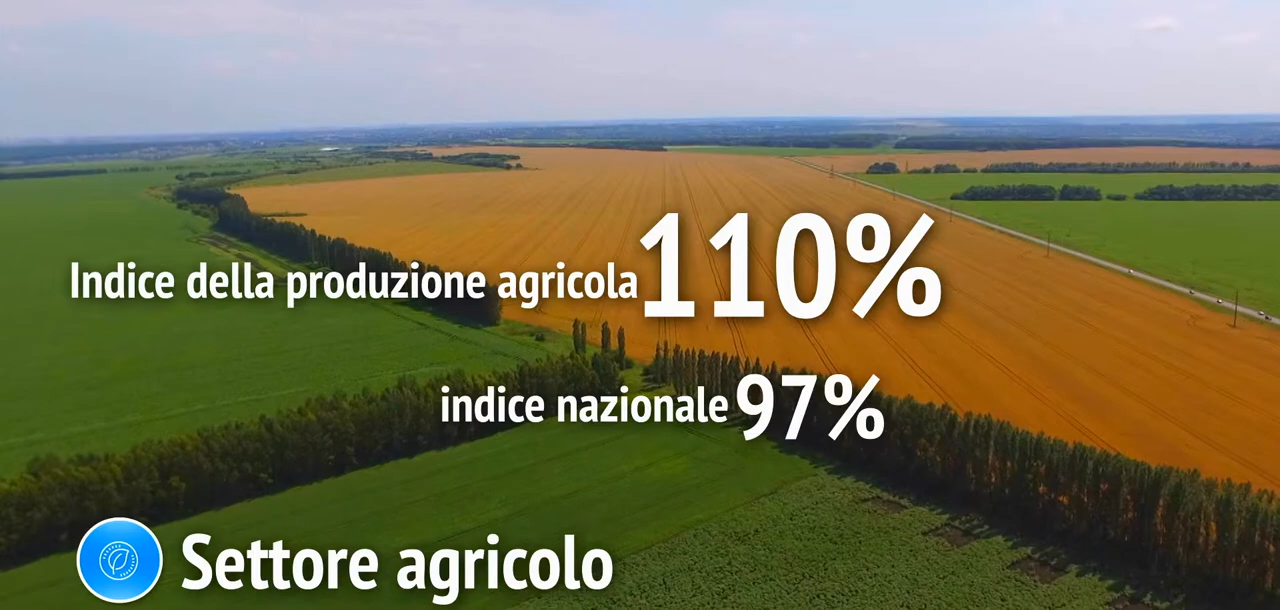 Indice della produzione agricola 110%
indice nazionale 97%
Settore agricolo